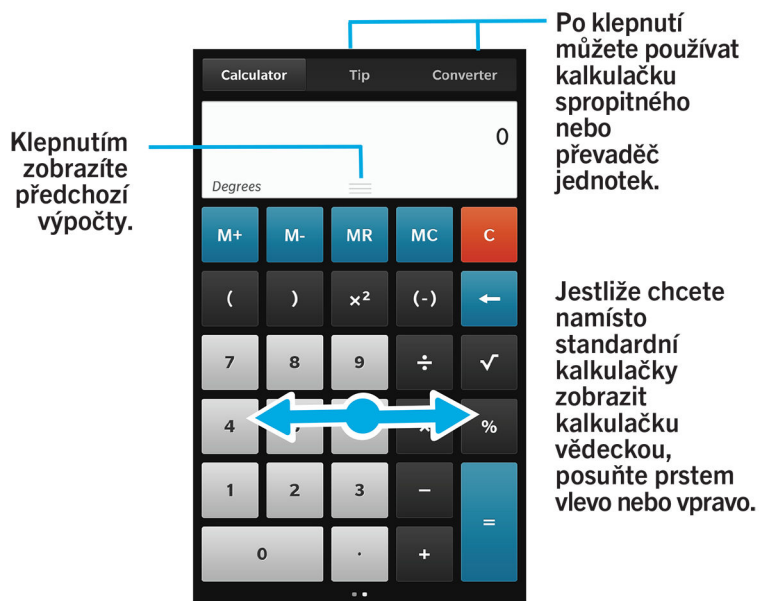 Po klepnutí
můžete používat
kalkulačku
spropitného
nebo
převaděč
jednotek.
Calculator Tip Converter
0
Degrees
Klepnutím
zobrazíte
předchozí
výpočty.
M+ M- MR MC C
( ) x² (-) ←
7 8 9 ÷ √
4 %
1 2 3 − =
0 . +
Jestliže chcete
namísto
standardní
kalkulačky
zobrazit
kalkulačku
vědeckou,
posuňte prstem
vlevo nebo vpravo.